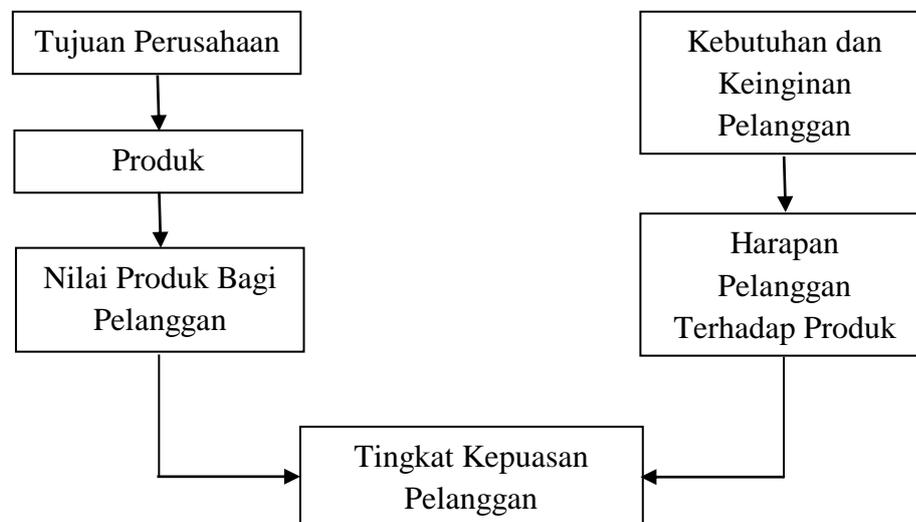 Tujuan Perusahaan
Produk
Nilai Produk Bagi
Pelanggan
Kebutuhan dan
Keinginan
Pelanggan
Harapan
Pelanggan
Terhadap Produk
Tingkat Kepuasan
Pelanggan